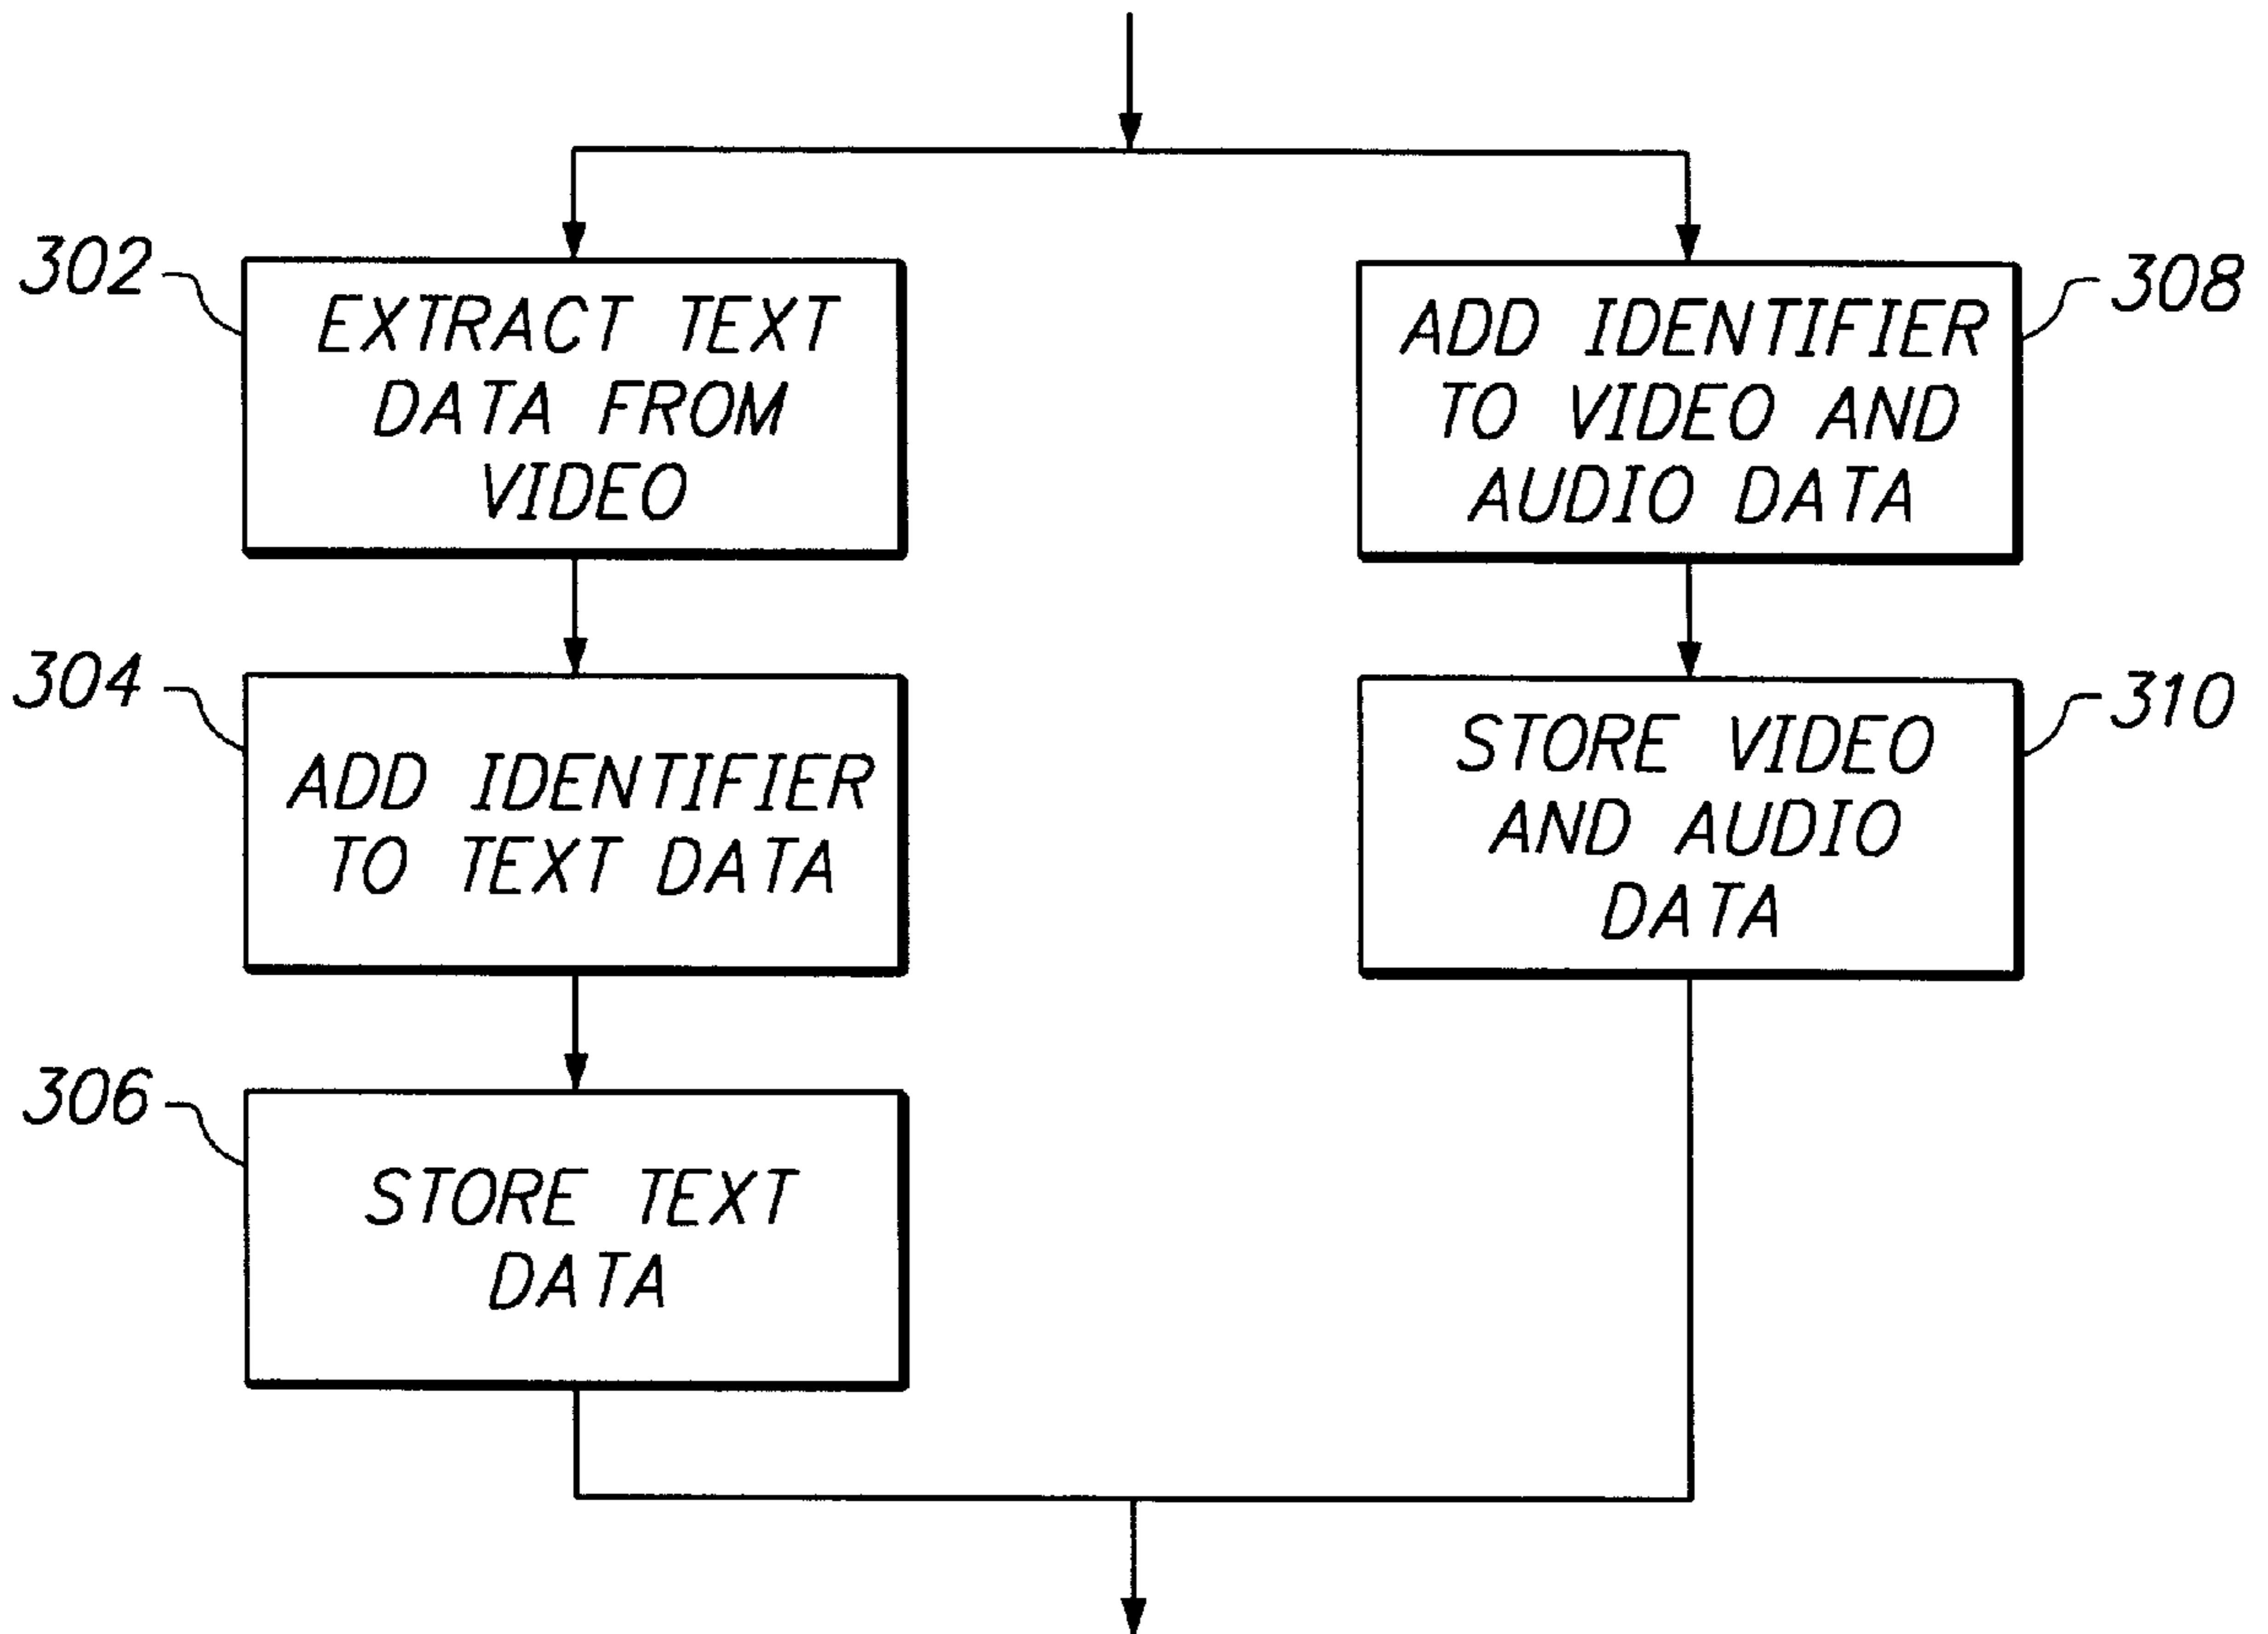 302
EXTRACT TEXT
DATA FROM
VIDEO
304
ADD IDENTIFIER
TO TEXT DATA
306
STORE TEXT
DATA
308
ADD IDENTIFIER
TO VIDEO AND
AUDIO DATA
310
STORE VIDEO
AND AUDIO
DATA